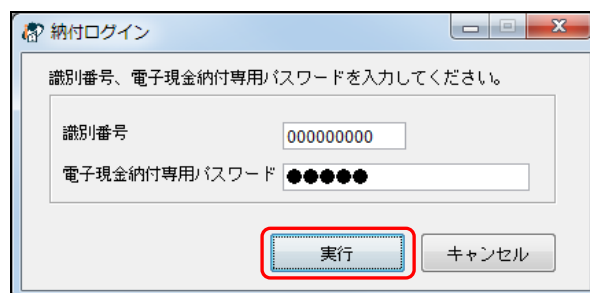 納付ログイン
識別番号、電子現金納付専用パスワードを入力してください。
識別番号 000000000
電子現金納付専用パスワード ●●●●●
実行 キャンセル